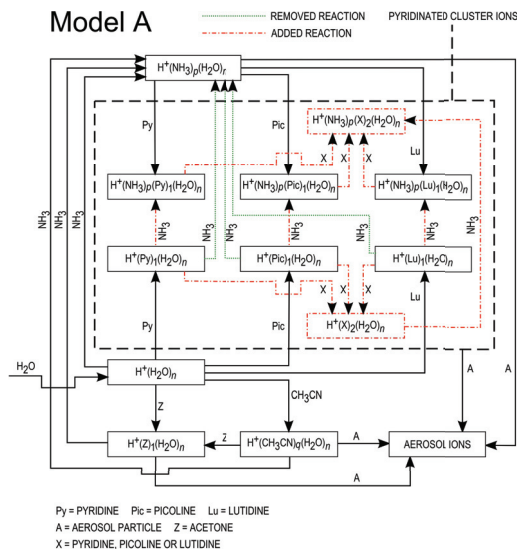 Model A
REMOVED REACTION
ADDED REACTION
PYRIDINATED CLUSTER IONS
H⁺(NH₃)p(H₂O)r
H⁺(NH₃)p(X)₂(H₂O)n
Py
Pic
Lu
X
X
X
H⁺(NH₃)p(Py)₁(H₂O)n
H⁺(NH₃)p(Pic)₁(H₂O)n
H⁺(NH₃)p(Lu)₁(H₂O)n
NH₃
NH₃
NH₃
NH₃
NH₃
NH₃
NH₃
NH₃
NH₃
NH₃
H⁺(Py)₁(H₂O)n
H⁺(Pic)₁(H₂O)n
H⁺(Lu)₁(H₂O)n
X
X
X
Py
Pic
Lu
H⁺(X)₂(H₂O)n
H₂O
H⁺(H₂O)n
A
A
Z
CH₃CN
H⁺(Z)₁(H₂O)n
Z
H⁺(CH₃CN)q(H₂O)n
A
AEROSOL IONS
A
Py = PYRIDINE Pic = PICOLINE Lu = LUTIDINE
A = AEROSOL PARTICLE Z = ACETONE
X = PYRIDINE, PICOLINE OR LUTIDINE